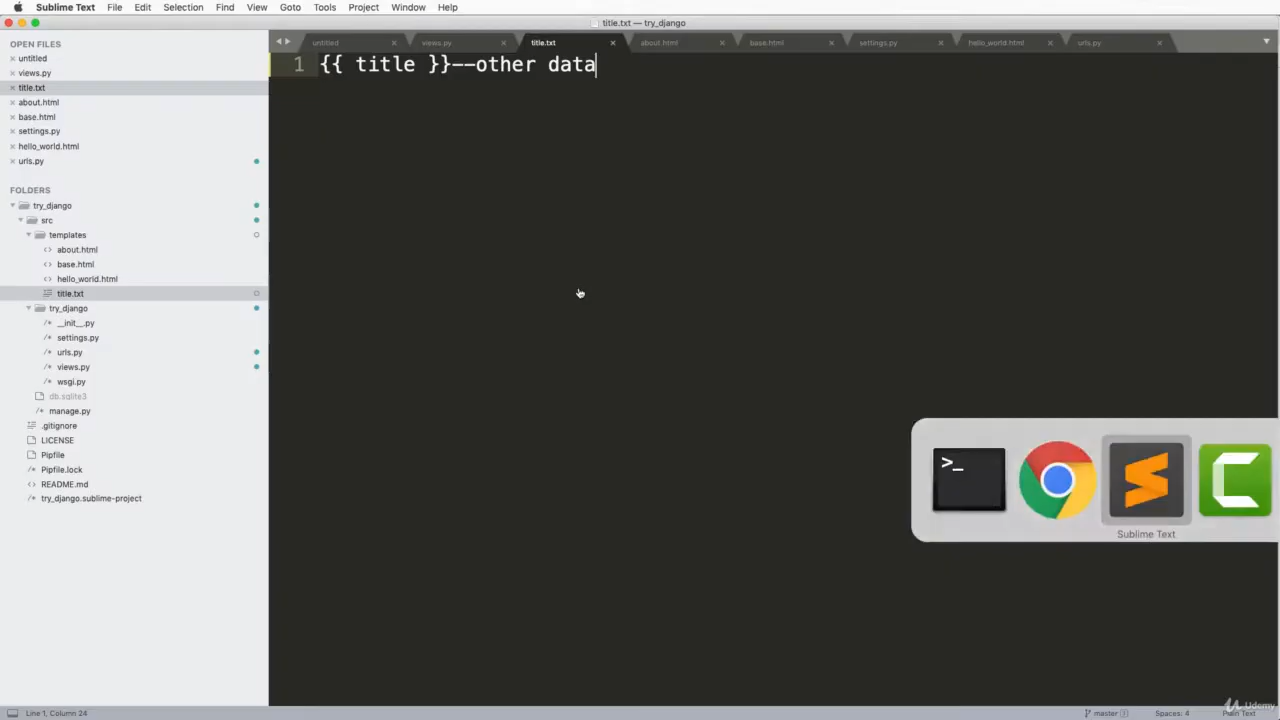 Sublime Text File Edit Selection Find View Goto Tools Project Window Help
title.txt — try_django
OPEN FILES
untitled
views.py
title.txt
about.html
base.html
settings.py
hello_world.html
urls.py
FOLDERS
try_django
src
templates
about.html
base.html
hello_world.html
title.txt
try_django
__init__.py
settings.py
urls.py
views.py
wsgi.py
db.sqlite3
manage.py
.gitignore
LICENSE
Pipfile
Pipfile.lock
README.md
try_django.sublime-project
untitled views.py title.txt about.html base.html settings.py hello_world.html urls.py
1 {{ title }}--other data
>_
Sublime Text
Line 1, Column 24
master
Spaces: 4
Plain Text
Udemy